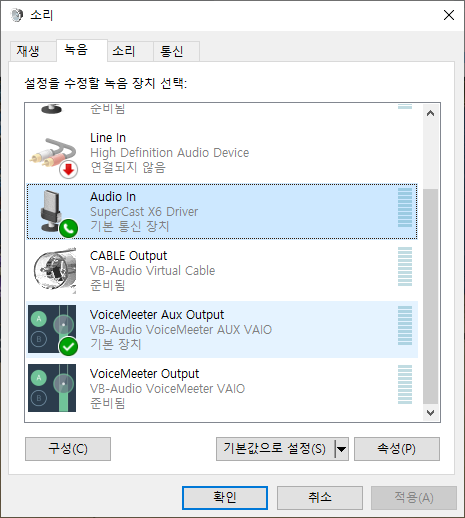 소리
재생 녹음 소리 통신
설정을 수정할 녹음 장치 선택:
준비됨
Line In
High Definition Audio Device
연결되지 않음
Audio In
SuperCast X6 Driver
기본 통신 장치
CABLE Output
VB-Audio Virtual Cable
준비됨
VoiceMeeter Aux Output
VB-Audio VoiceMeeter AUX VAIO
기본 장치
A
B
VoiceMeeter Output
VB-Audio VoiceMeeter VAIO
준비됨
A
B
구성(C) 기본값으로 설정(S) 속성(P)
확인 취소 적용(A)